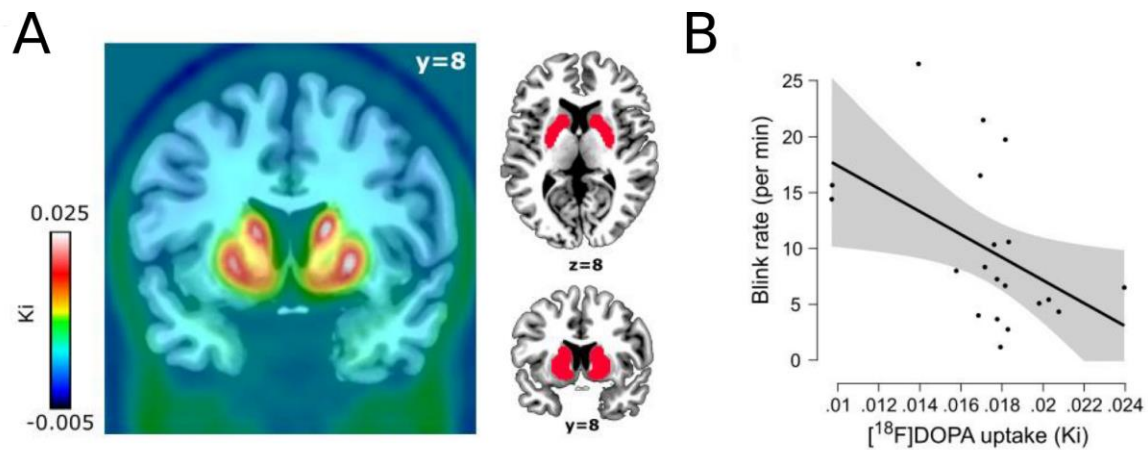 A
y=8
0.025
Ki
-0.005
z=8
y=8
B
Blink rate (per min)
25
20
15
10
5
0
.01 .012 .014 .016 .018 .02 .022 .024
[¹⁸F]DOPA uptake (Ki)